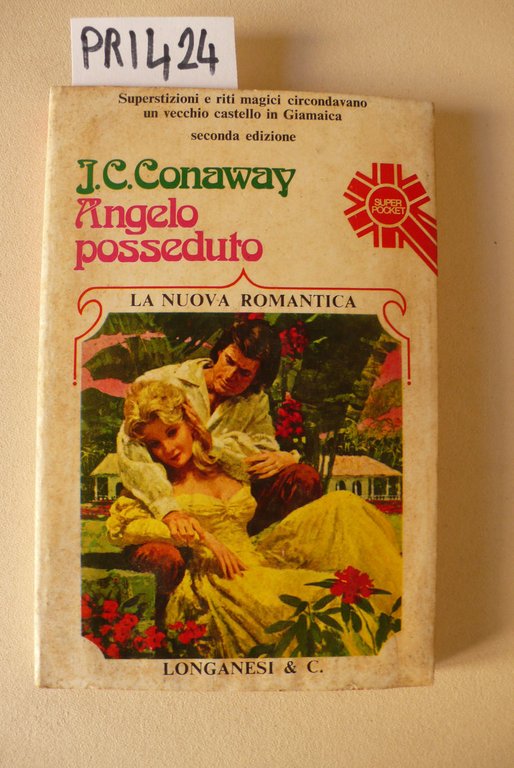 PR1424
Superstizioni e riti magici circondavano
un vecchio castello in Giamaica
seconda edizione
J.C.Conaway
Angelo
posseduto
SUPER
POCKET
LA NUOVA ROMANTICA
LONGANESI & C.